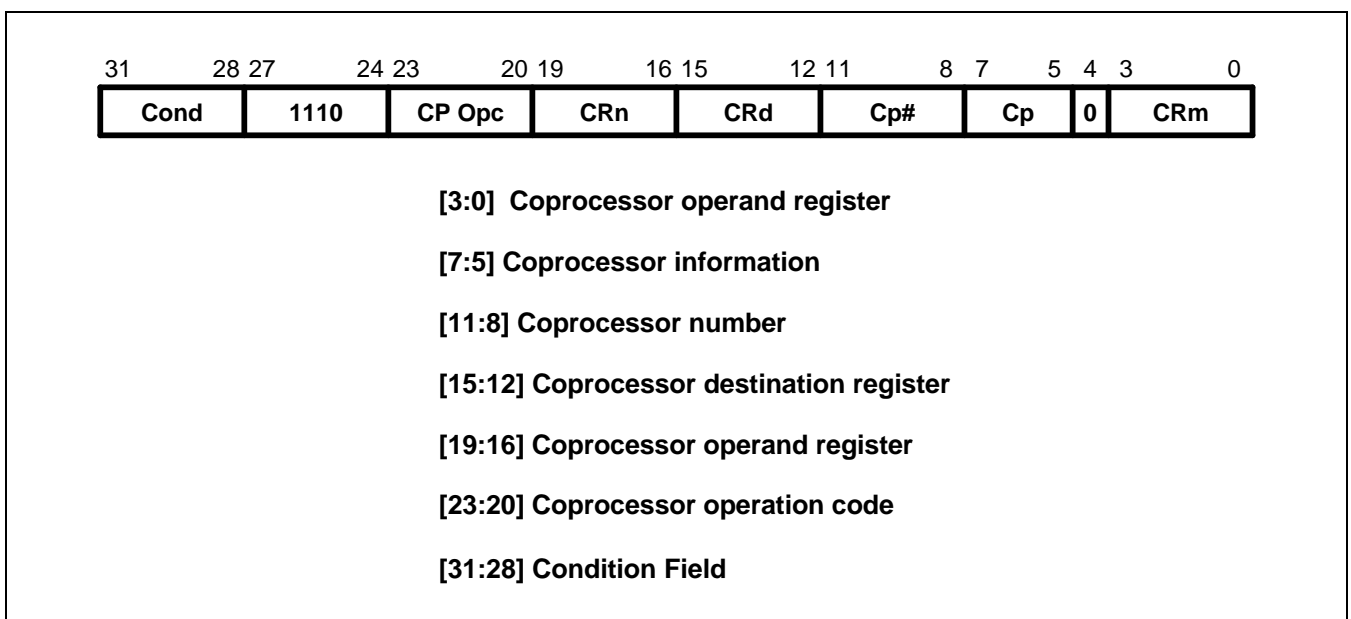 31 28 27 24 23 20 19 16 15 12 11 8 7 5 4 3 0
Cond 1110 CP Opc CRn CRd Cp# Cp 0 CRm
[3:0] Coprocessor operand register
[7:5] Coprocessor information
[11:8] Coprocessor number
[15:12] Coprocessor destination register
[19:16] Coprocessor operand register
[23:20] Coprocessor operation code
[31:28] Condition Field